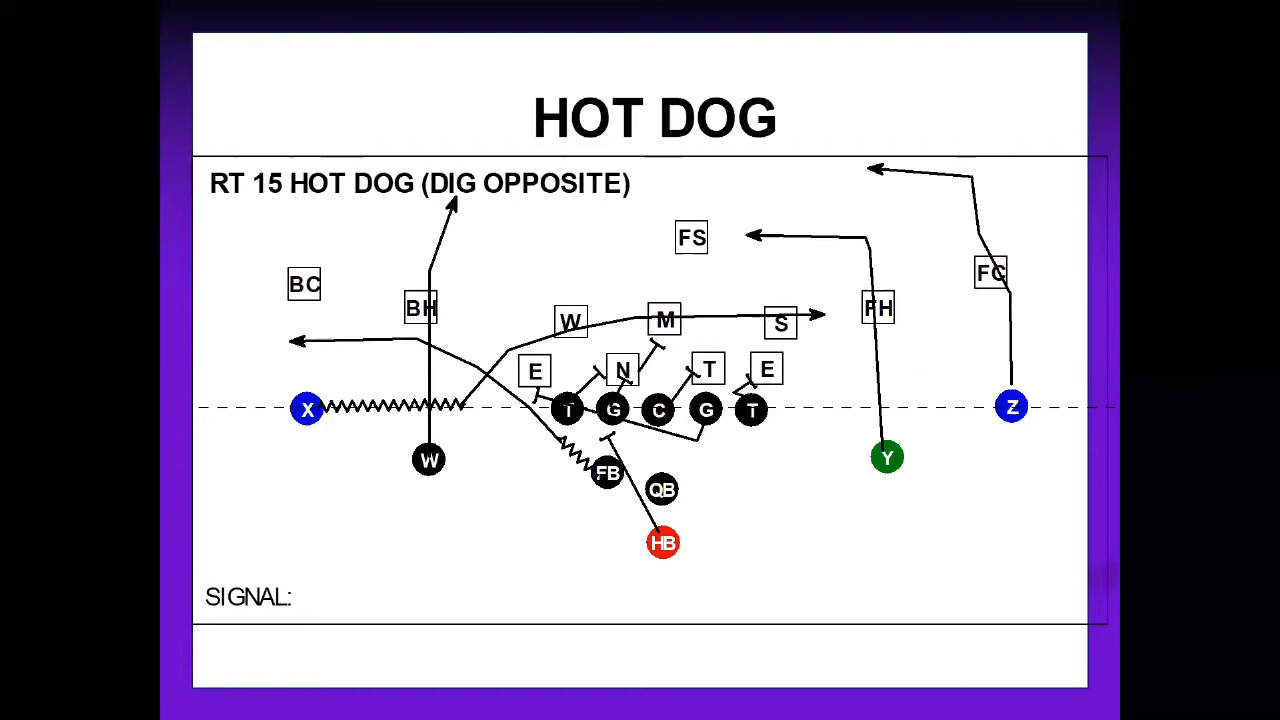 HOT DOG
RT 15 HOT DOG (DIG OPPOSITE)
FS
BC
FC
BH
FH
W
M
S
E
N
T
E
X
T
G
C
G
T
Z
W
Y
FB
QB
HB
SIGNAL: